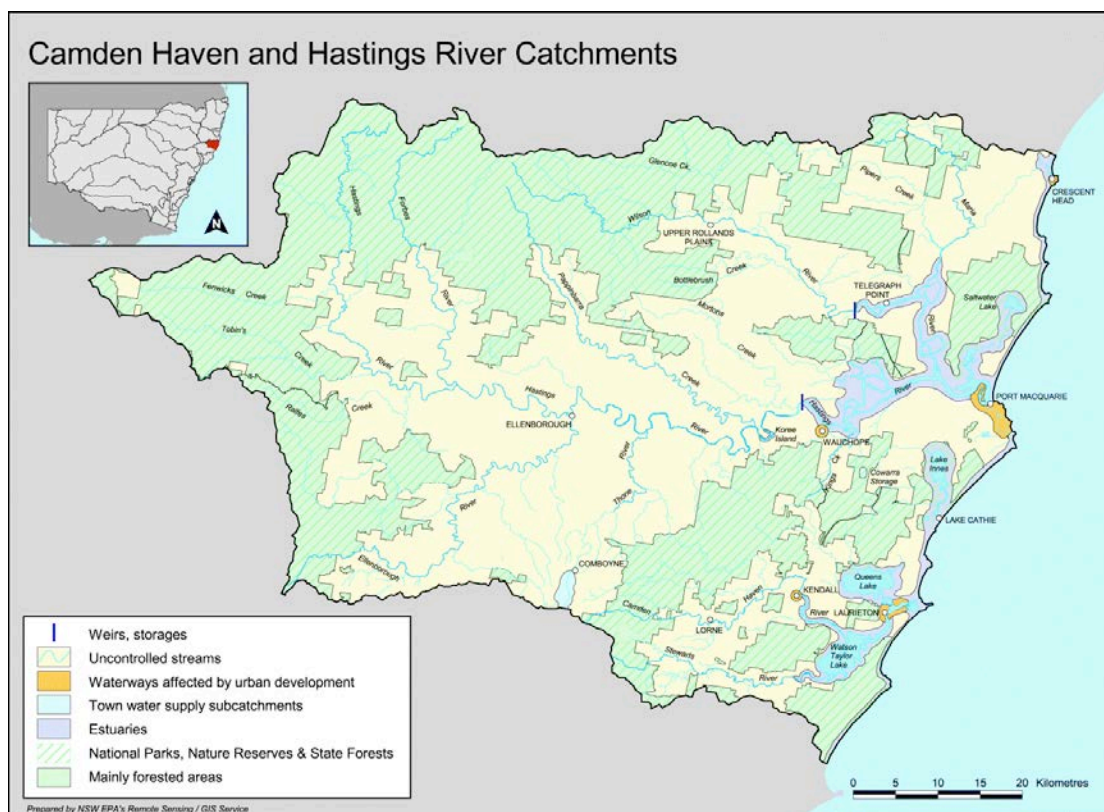 Camden Haven and Hastings River Catchments
N
Glencoe Ck.
Pipers
Creek
Maria
CRESCENT
HEAD
Hastings
Forbes
Wilson
UPPER ROLLANDS
PLAINS
Fenwicks
Creek
River
River
Pappinbarra
Bottlebrush
Creek
River
TELEGRAPH
POINT
Saltwater
Lake
Tobin's
Creek
Mortons
Creek
River
Ralfes
Creek
Hastings
River
Creek
ELLENBOROUGH
River
Koree
Island
Hastings
River
PORT MACQUARIE
WAUCHOPE
River
Thone
Kings
Ck
Cowarra
Storage
Lake
Innes
LAKE CATHIE
River
Ellenborough
COMBOYNE
Camden
Haven
KENDALL
River
Queens
Lake
LAURIETON
LORNE
Stewarts
River
Watson
Taylor
Lake
Weirs, storages
Uncontrolled streams
Waterways affected by urban development
Town water supply subcatchments
Estuaries
National Parks, Nature Reserves & State Forests
Mainly forested areas
0 5 10 15 20 Kilometres
Prepared by NSW EPA's Remote Sensing / GIS Service